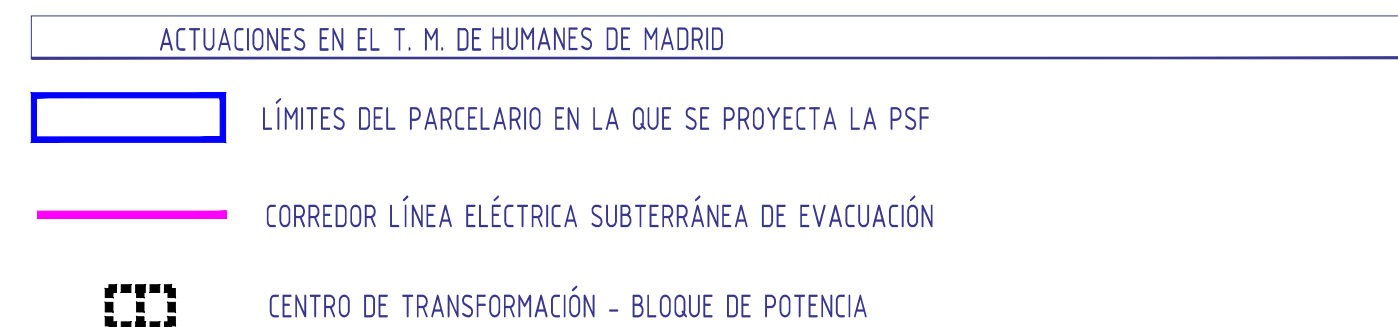 ACTUACIONES EN EL T. M. DE HUMANES DE MADRID
LÍMITES DEL PARCELARIO EN LA QUE SE PROYECTA LA PSF
CORREDOR LÍNEA ELÉCTRICA SUBTERRÁNEA DE EVACUACIÓN
CENTRO DE TRANSFORMACIÓN - BLOQUE DE POTENCIA